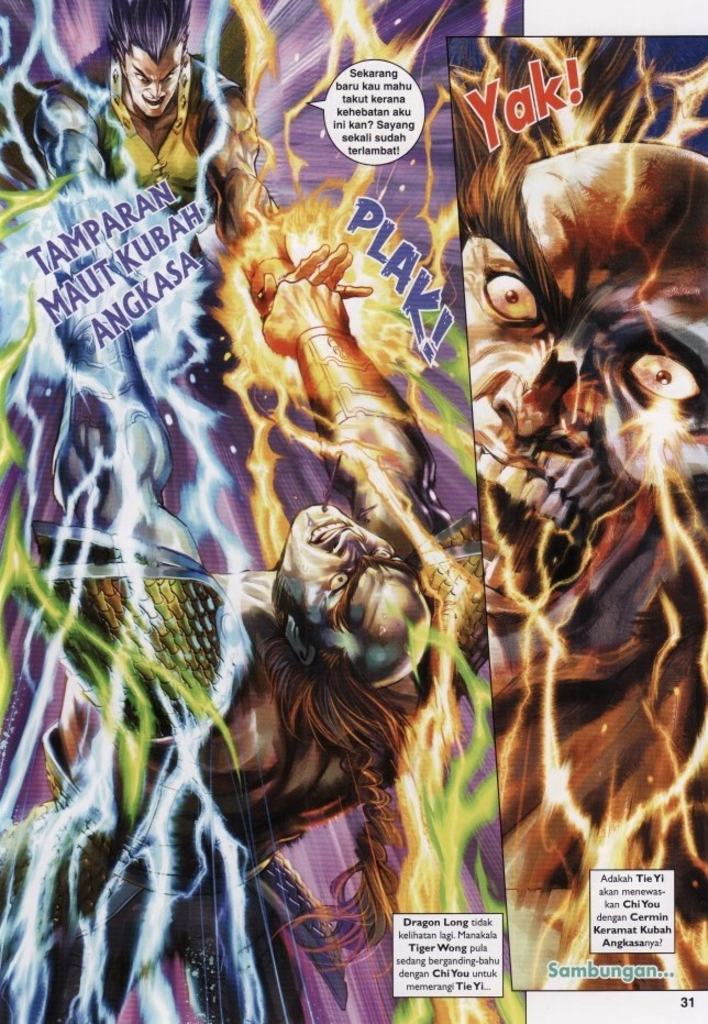 Sekarang
baru kau mahu
takut kerana
kehebatan aku
ini kan? Sayang
sekali sudah
terlambat!
TAMPARAN
MAUT KUBAH
ANGKASA
PLAK!
Yak!
Dragon Long tidak
kelihatan lagi. Manakala
Tiger Wong pula
sedang berganding-bahu
dengan Chi You untuk
memerangi Tie Yi...
Adakah Tie Yi
akan menewas-
kan Chi You
dengan Cermin
Keramat Kubah
Angkasanya?
Sambungan...
31